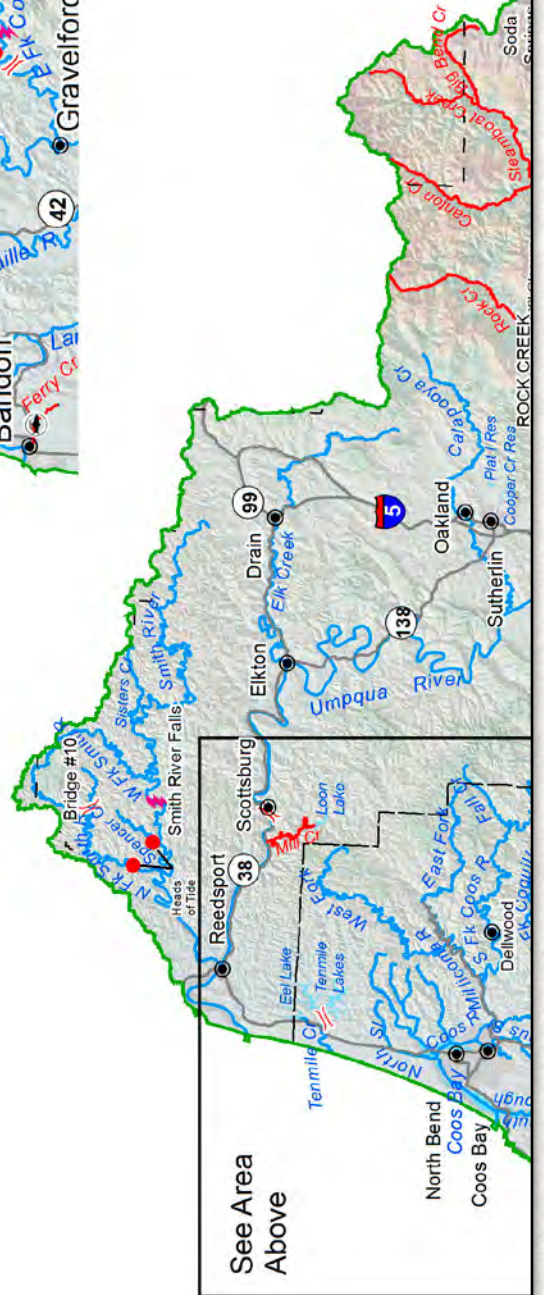 E Fk Co
Gravelford
42
Bandon
Ferry Cr
Big Bend Cr
Soda
Steamboat Creek
Canton Cr
Rock Cr
ROCK CREEK
Calapooya Cr
Plat I Res
Cooper Cr Res
Oakland
Sutherlin
5
99
Drain
Elk Creek
138
Elkton
Umpqua River
Smith River
Sisters Cr
W Fk Smith R
Bridge #10
Smith River Falls
Spencer Cr
N Fk Smith
Heads
of Tide
Scottsburg
Reedsport
38
Mill Cr
Loon
Lake
Eel Lake
Tenmile
Lakes
Tenmile Cr
West Fork
East Fork
Fall Cr
Millicoma R
S Fk Coos R
Dellwood
Coos R
North Sl
North Bend
Coos Bay
Coos Bay
See Area
Above